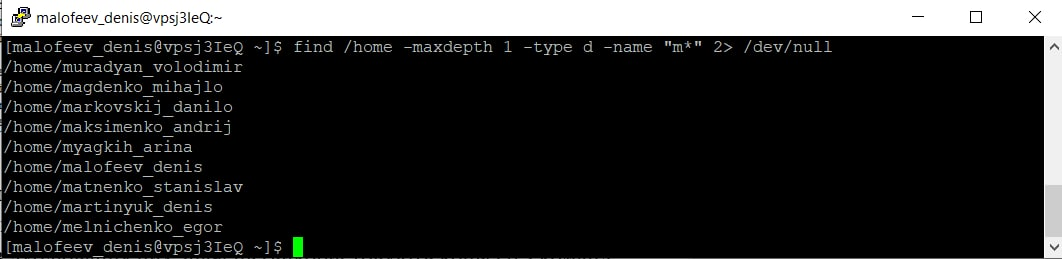 malofeev_denis@vpsj3IeQ:~
[malofeev_denis@vpsj3IeQ ~]$ find /home -maxdepth 1 -type d -name "m*" 2> /dev/null
/home/muradyan_volodimir
/home/magdenko_mihajlo
/home/markovskij_danilo
/home/maksimenko_andrij
/home/myagkih_arina
/home/malofeev_denis
/home/matnenko_stanislav
/home/martinyuk_denis
/home/melnichenko_egor
[malofeev_denis@vpsj3IeQ ~]$